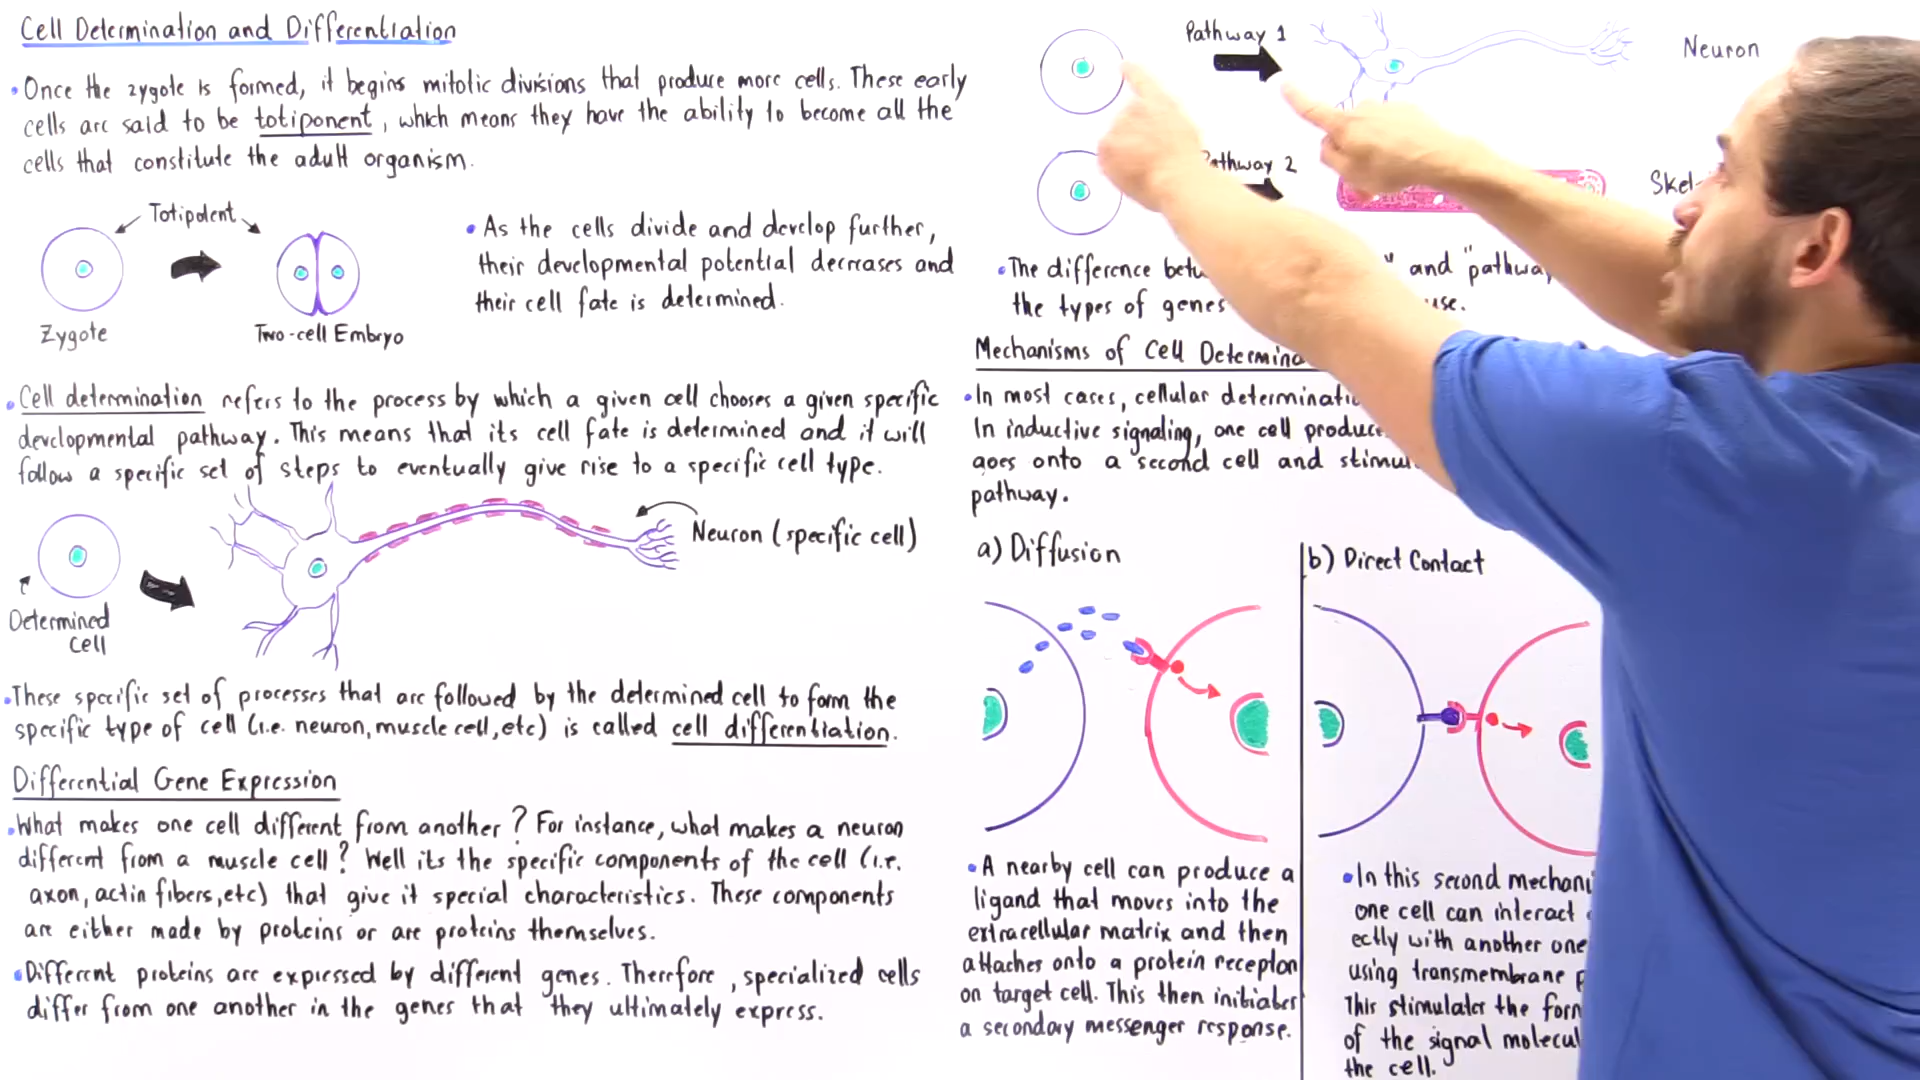 Cell Determination and Differentiation
• Once the zygote is formed, it begins mitotic divisions that produce more cells. These early
cells are said to be totiponent, which means they have the ability to become all the
cells that constitute the adult organism.
Totipotent
Zygote
Two-cell Embryo
• As the cells divide and develop further,
their developmental potential decreases and
their cell fate is determined.
• Cell determination refers to the process by which a given cell chooses a given specific
developmental pathway. This means that its cell fate is determined and it will
follow a specific set of steps to eventually give rise to a specific cell type.
Neuron (specific cell)
Determined
Cell
• These specific set of processes that are followed by the determined cell to form the
specific type of cell (i.e. neuron, muscle cell, etc) is called cell differentiation.
Differential Gene Expression
• What makes one cell different from another? For instance, what makes a neuron
different from a muscle cell? Well its the specific components of the cell (i.e.
axon, actin fibers, etc) that give it special characteristics. These components
are either made by proteins or are proteins themselves.
• Different proteins are expressed by different genes. Therefore, specialized cells
differ from one another in the genes that they ultimately express.
Pathway 1
Neuron
Pathway 2
Skel
• The difference and "pathway
the types of genes use.
Mechanisms of Cell
• In most cases, cellular
In inductive signaling, one cell
goes onto a second cell and
pathway.
a) Diffusion
b) Direct Contact
• A nearby cell can produce a
ligand that moves into the
extracellular matrix and then
attaches onto a protein receptor
on target cell. This then initiates
a secondary messenger response.
• In this second
one cell can interact
ectly with another one
using transmembrane
This stimulates the
of the signal
the cell.